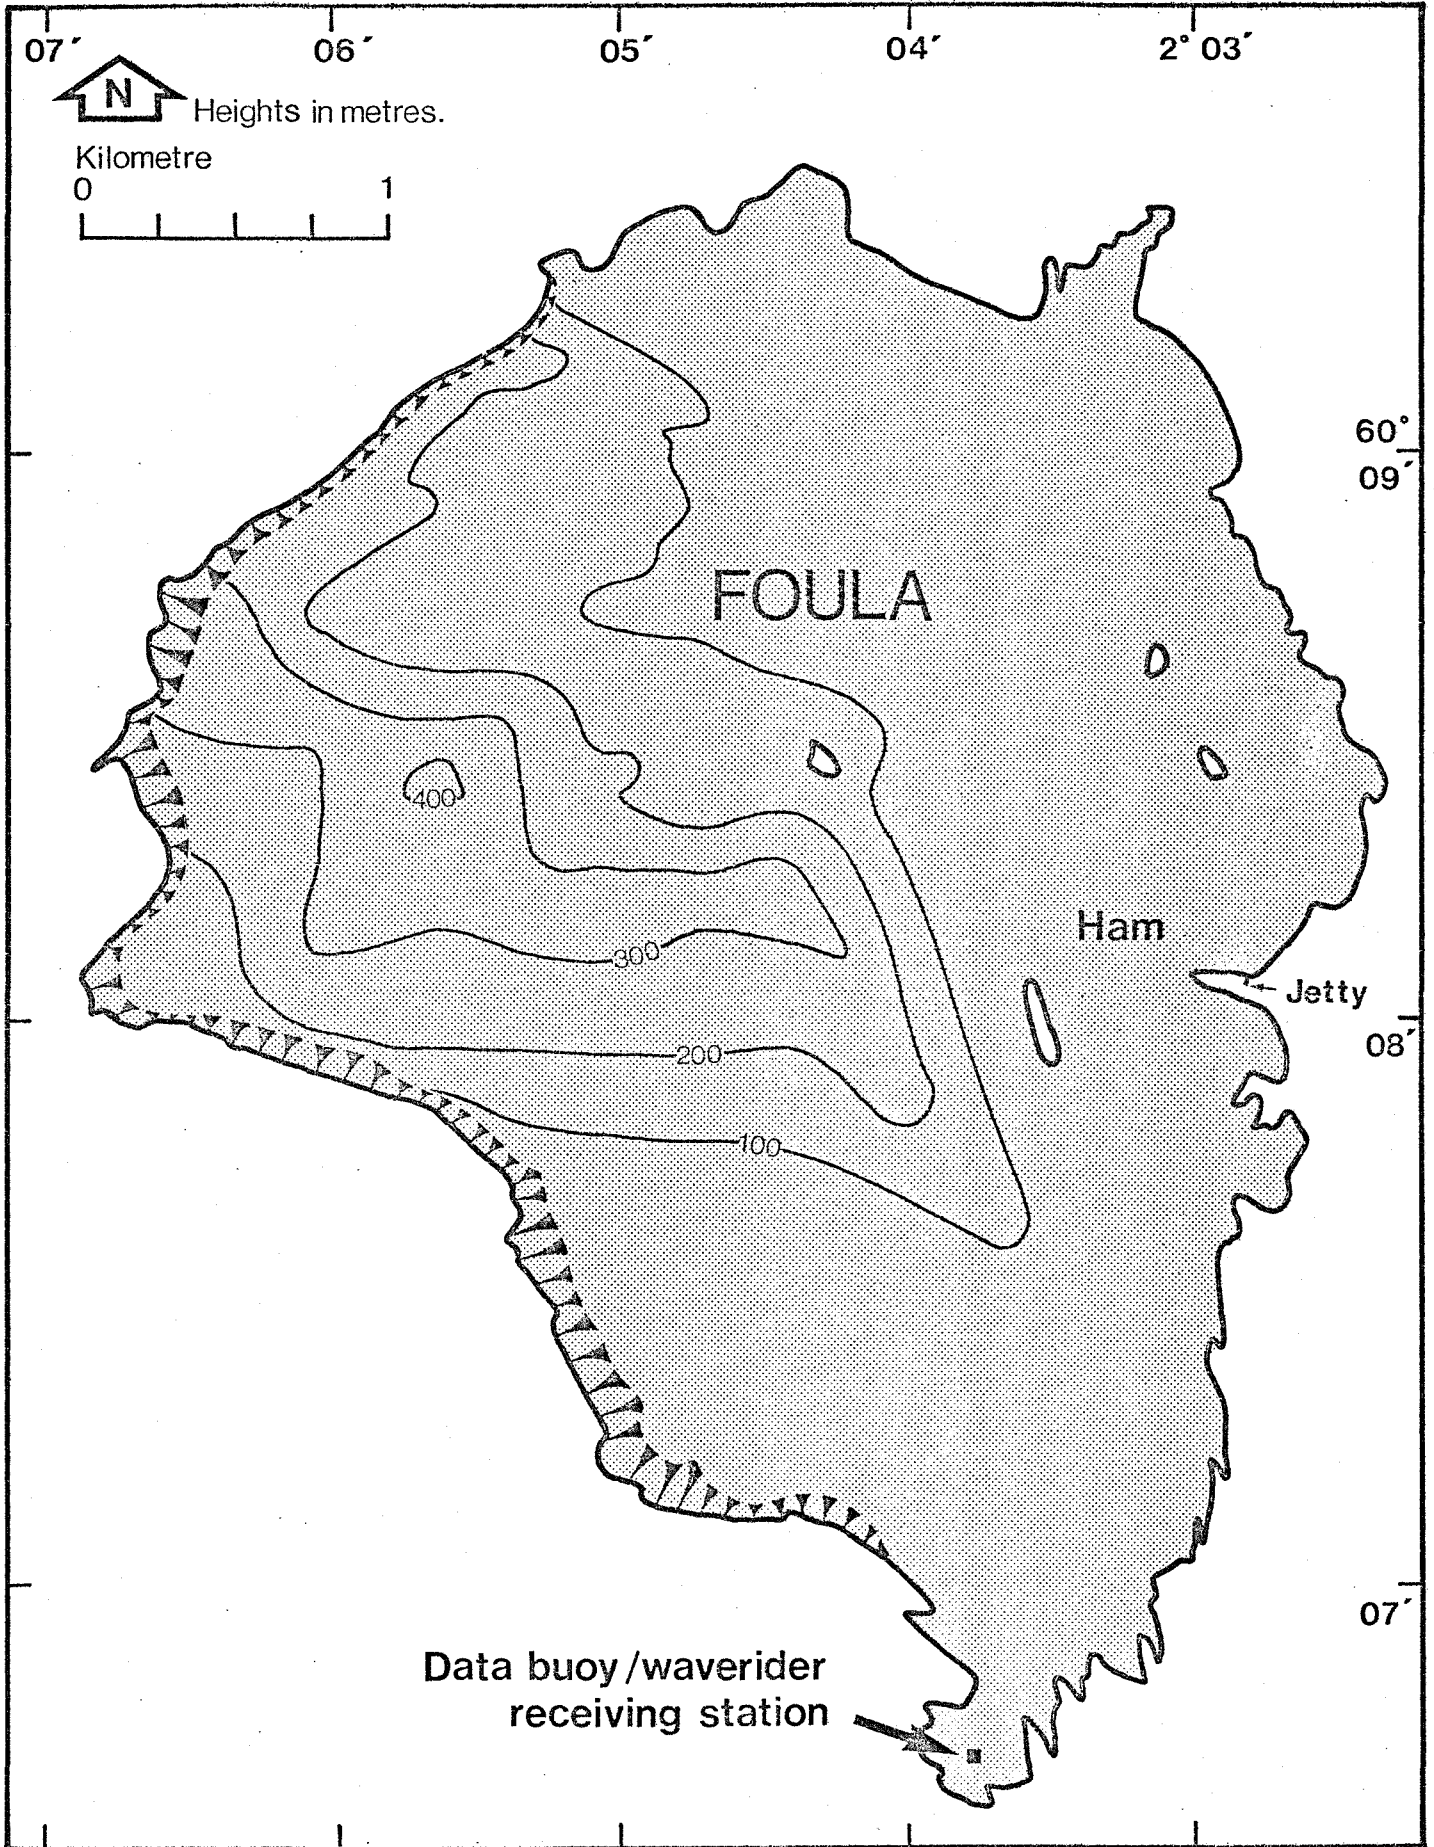 07′ 06′ 05′ 04′ 2° 03′
N Heights in metres.
Kilometre
0 1
60°
09′
FOULA
400
Ham
300
Jetty
08′
200
100
07′
Data buoy/waverider
receiving station